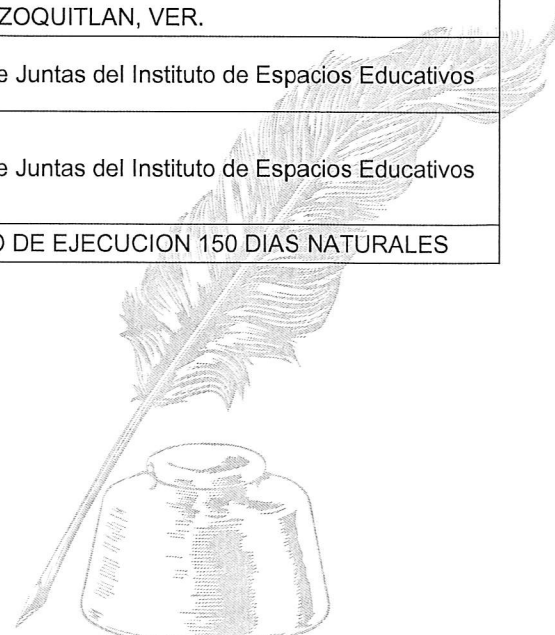 ZOQUITLAN, VER.
e Juntas del Instituto de Espacios Educativos
e Juntas del Instituto de Espacios Educativos
O DE EJECUCION 150 DIAS NATURALES